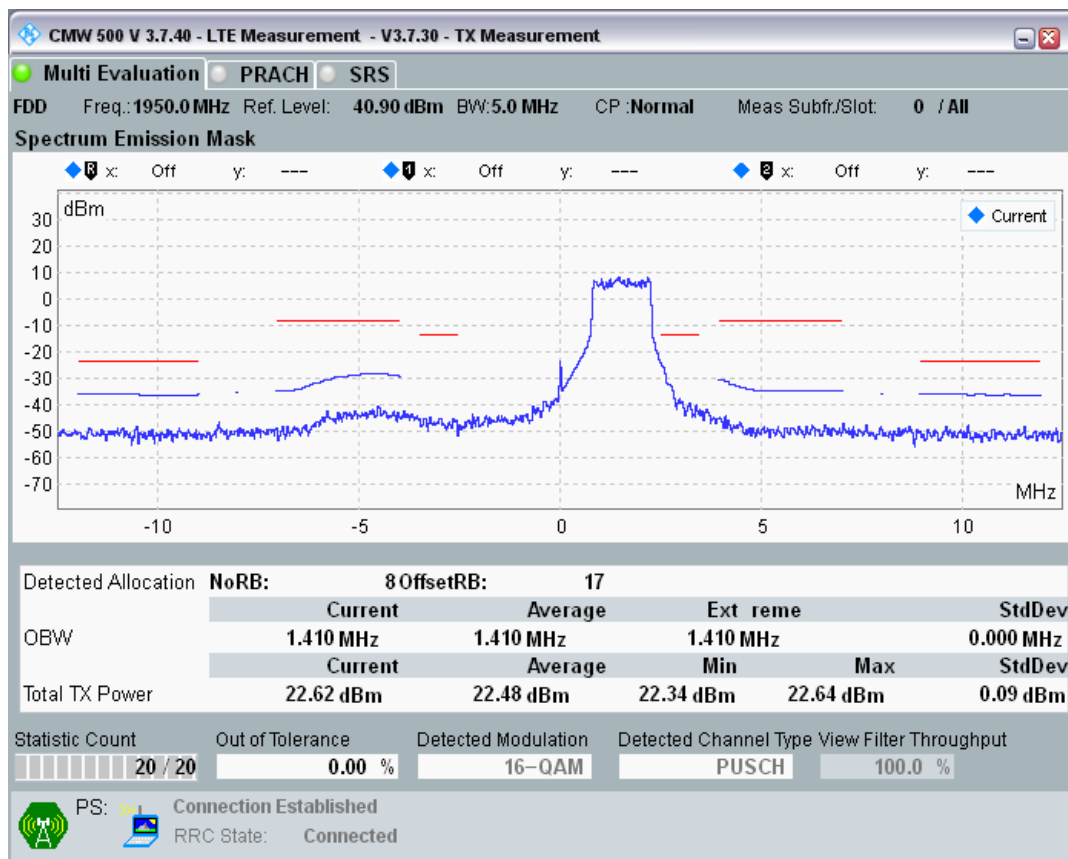 CMW 500 V 3.7.40 - LTE Measurement - V3.7.30 - TX Measurement
Multi Evaluation PRACH SRS
FDD Freq.: 1950.0 MHz Ref. Level: 40.90 dBm BW: 5.0 MHz CP : Normal Meas Subfr./Slot: 0 / All
Spectrum Emission Mask
R x: Off y: --- 1 x: Off y: --- 2 x: Off y: ---
dBm
Current
30
20
10
0
-10
-20
-30
-40
-50
-60
-70
MHz
-10 -5 0 5 10
Detected Allocation NoRB: 8 OffsetRB: 17
Current Average Ext reme StdDev
OBW 1.410 MHz 1.410 MHz 1.410 MHz 0.000 MHz
Current Average Min Max StdDev
Total TX Power 22.62 dBm 22.48 dBm 22.34 dBm 22.64 dBm 0.09 dBm
Statistic Count Out of Tolerance Detected Modulation Detected Channel Type View Filter Throughput
20 / 20 0.00 % 16-QAM PUSCH 100.0 %
PS: Connection Established
RRC State: Connected